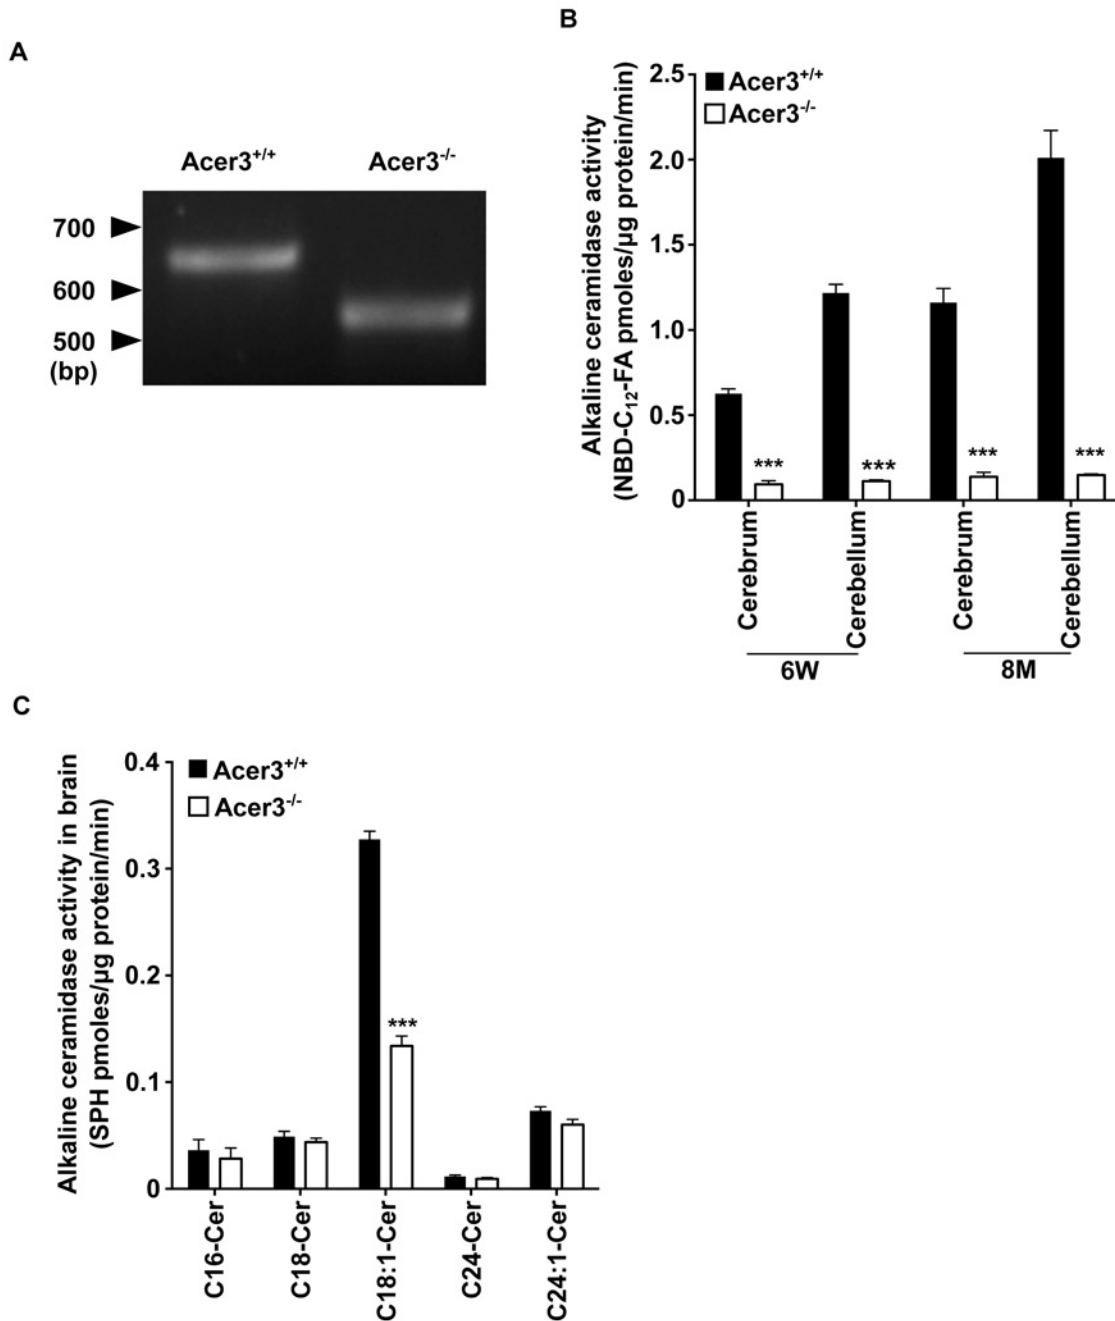 A
Acer3+/+ Acer3-/-
700
600
500
(bp)
B
Alkaline ceramidase activity
(NBD-C12-FA pmoles/µg protein/min)
2.5
2.0
1.5
1.0
0.5
0
Acer3+/+
Acer3-/-
*** *** *** ***
Cerebrum
Cerebellum
Cerebrum
Cerebellum
6W 8M
C
Alkaline ceramidase activity in brain
(SPH pmoles/µg protein/min)
0.4
0.3
0.2
0.1
0
Acer3+/+
Acer3-/-
***
C16-Cer
C18-Cer
C18:1-Cer
C24-Cer
C24:1-Cer